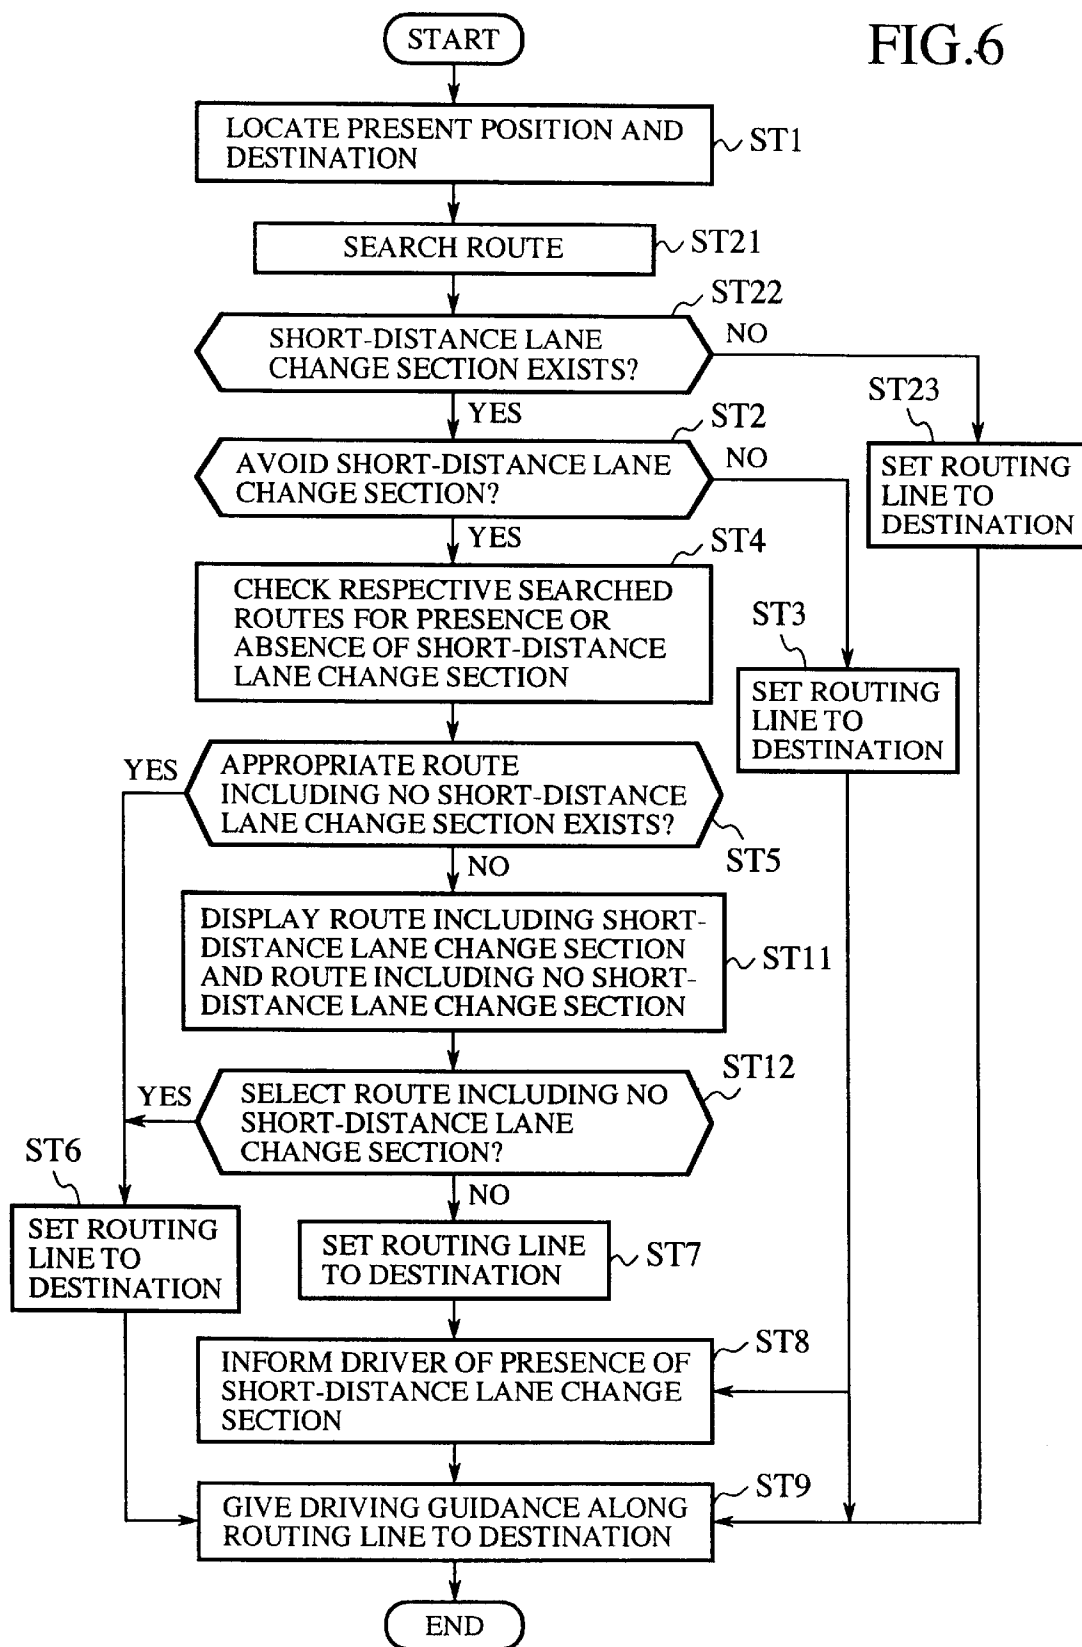 FIG.6
START
LOCATE PRESENT POSITION AND
DESTINATION
ST1
SEARCH ROUTE
ST21
ST22
SHORT-DISTANCE LANE
CHANGE SECTION EXISTS?
NO
YES
ST23
SET ROUTING
LINE TO
DESTINATION
ST2
AVOID SHORT-DISTANCE LANE
CHANGE SECTION?
NO
YES
ST4
CHECK RESPECTIVE SEARCHED
ROUTES FOR PRESENCE OR
ABSENCE OF SHORT-DISTANCE
LANE CHANGE SECTION
ST3
SET ROUTING
LINE TO
DESTINATION
YES
APPROPRIATE ROUTE
INCLUDING NO SHORT-DISTANCE
LANE CHANGE SECTION EXISTS?
ST5
NO
DISPLAY ROUTE INCLUDING SHORT-
DISTANCE LANE CHANGE SECTION
AND ROUTE INCLUDING NO SHORT-
DISTANCE LANE CHANGE SECTION
ST11
ST12
YES
SELECT ROUTE INCLUDING NO
SHORT-DISTANCE LANE
CHANGE SECTION?
NO
ST6
SET ROUTING
LINE TO
DESTINATION
SET ROUTING LINE
TO DESTINATION
ST7
ST8
INFORM DRIVER OF PRESENCE OF
SHORT-DISTANCE LANE CHANGE
SECTION
ST9
GIVE DRIVING GUIDANCE ALONG
ROUTING LINE TO DESTINATION
END